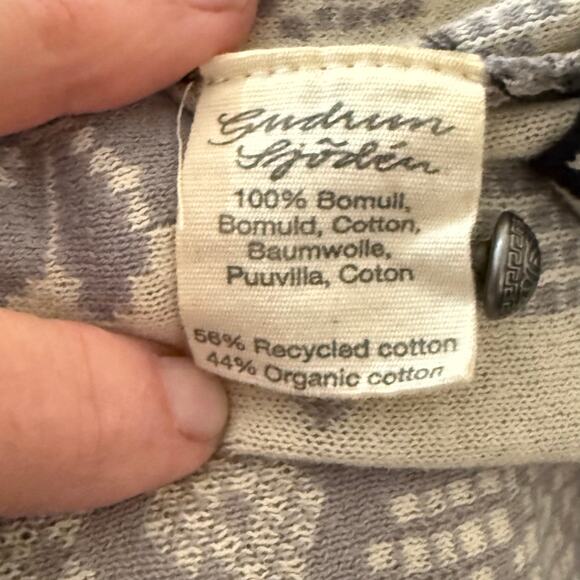 Gudrun
Sjödén
100% Bomull,
Bomuld, Cotton,
Baumwolle,
Puuvilla, Coton
56% Recycled cotton
44% Organic cotton